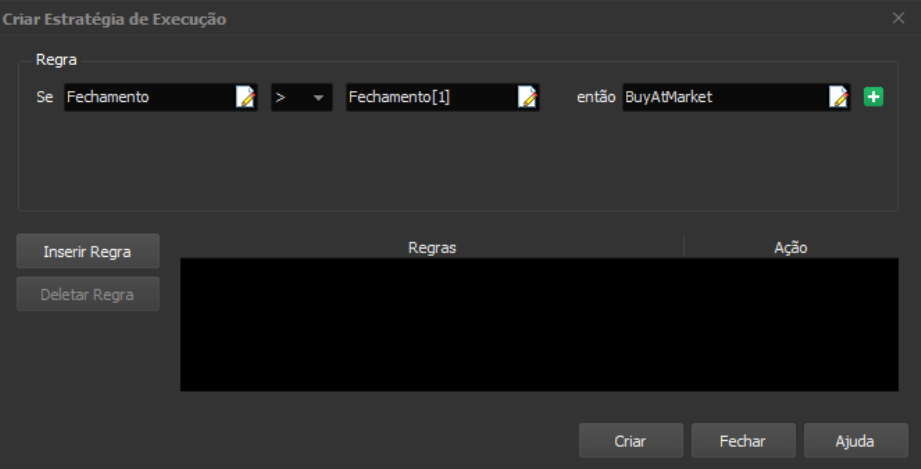 Criar Estratégia de Execução
Regra
Se Fechamento > Fechamento[1] então BuyAtMarket
Inserir Regra
Regras Ação
Deletar Regra
Criar Fechar Ajuda